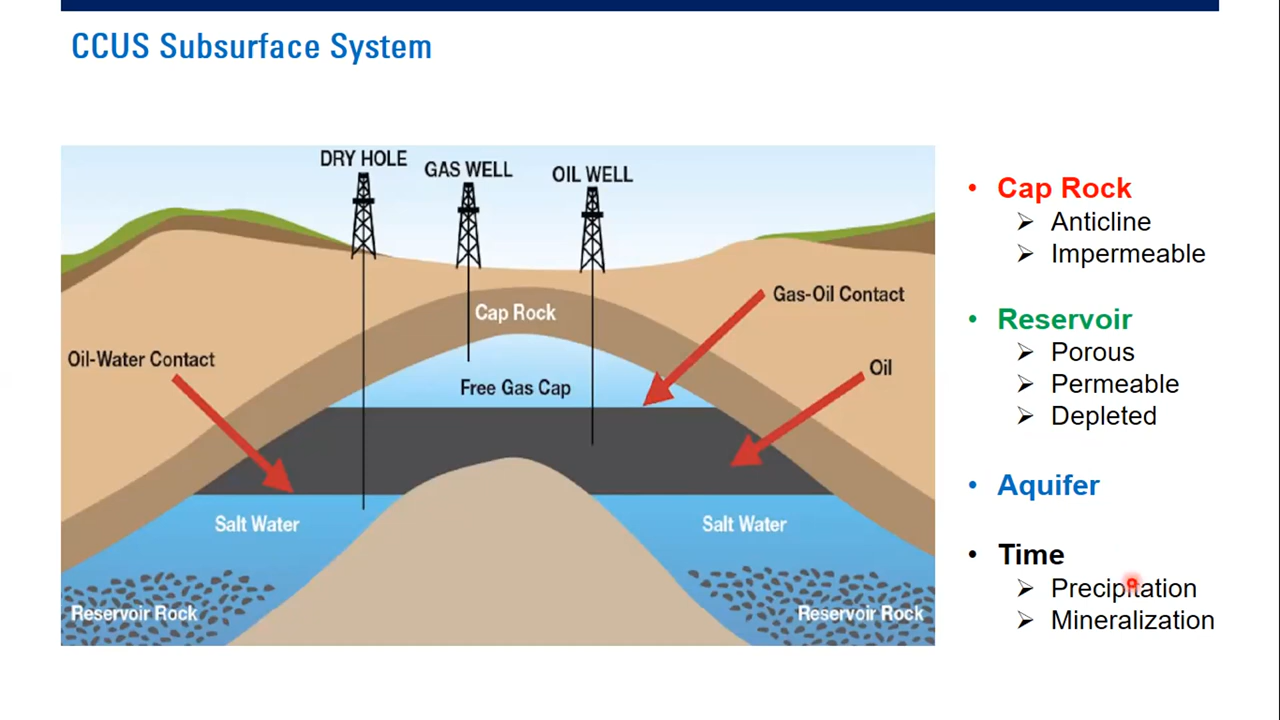 CCUS Subsurface System
DRY HOLE
GAS WELL
OIL WELL
Cap Rock
Gas-Oil Contact
Oil-Water Contact
Oil
Free Gas Cap
Salt Water
Salt Water
Reservoir Rock
Reservoir Rock
• Cap Rock
➢ Anticline
➢ Impermeable
• Reservoir
➢ Porous
➢ Permeable
➢ Depleted
• Aquifer
• Time
➢ Precipitation
➢ Mineralization